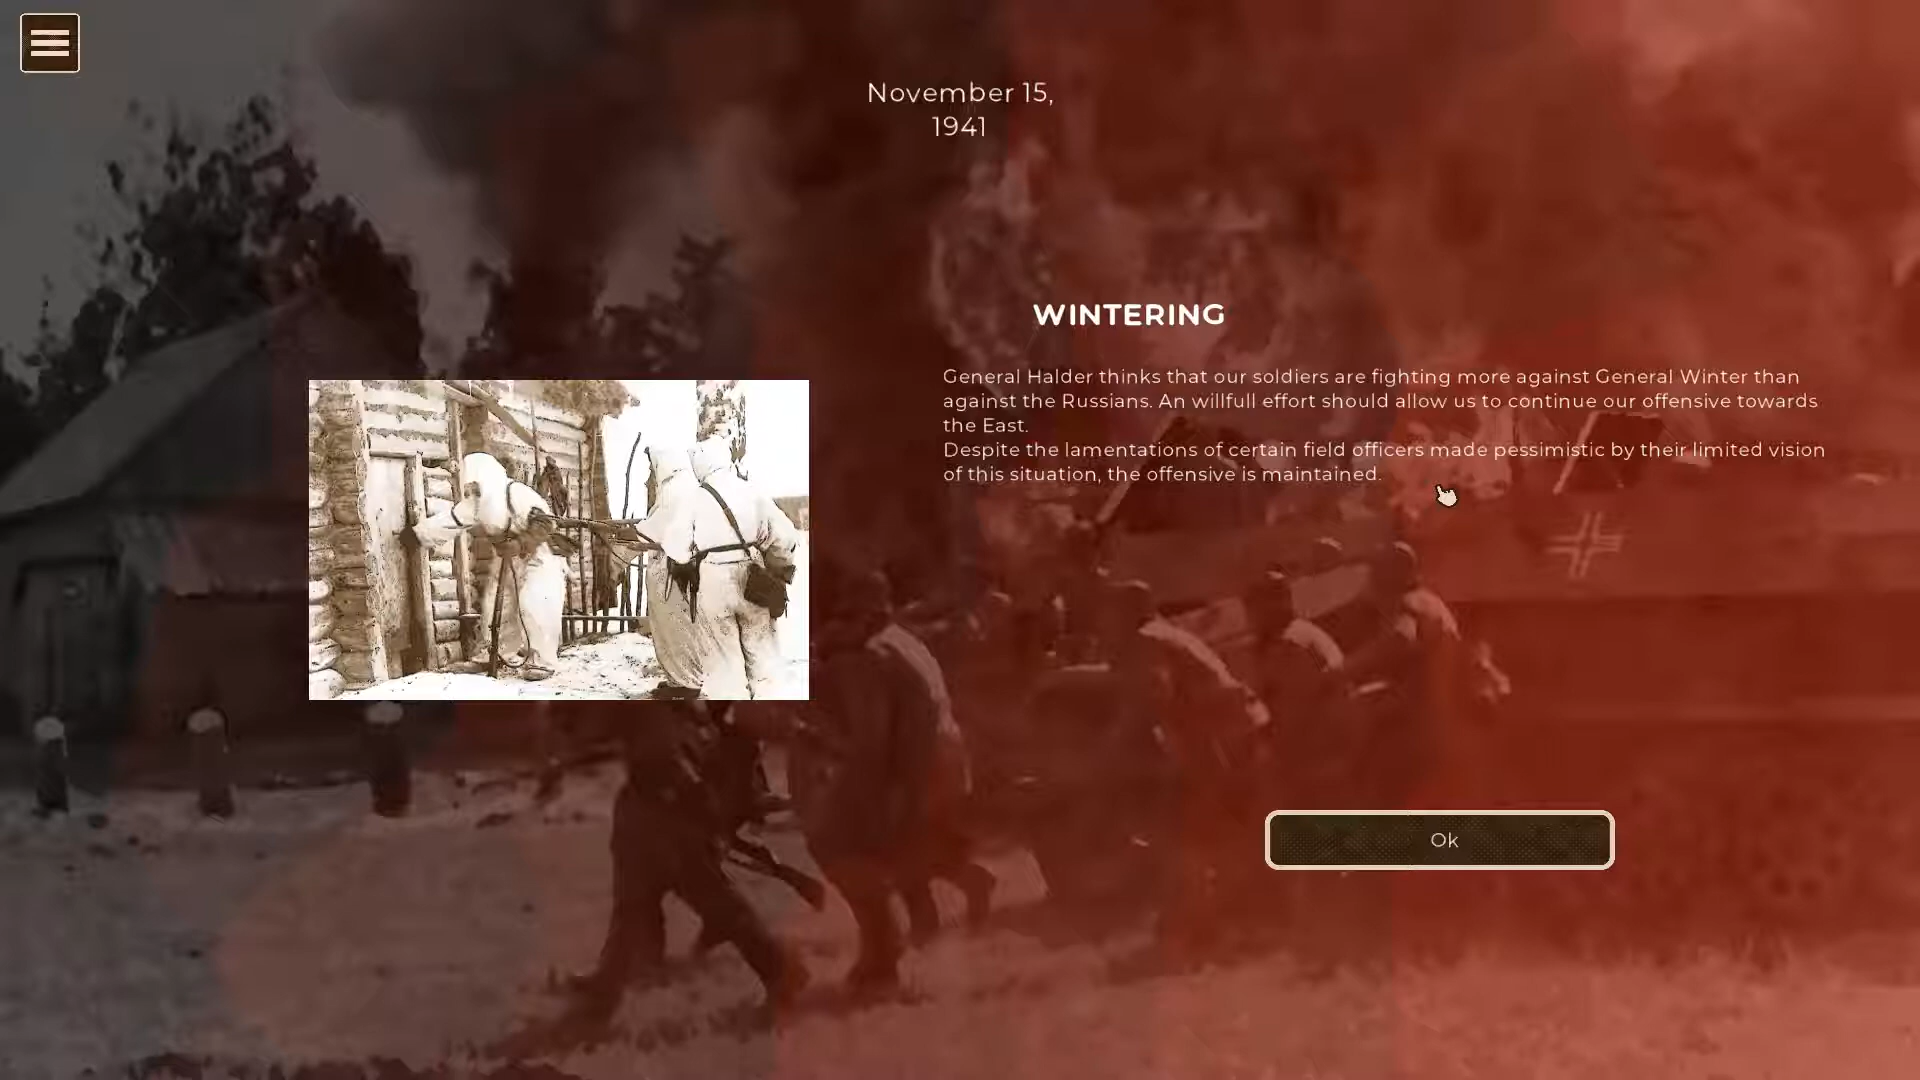 November 15,
1941
WINTERING
General Halder thinks that our soldiers are fighting more against General Winter than
against the Russians. An willfull effort should allow us to continue our offensive towards
the East.
Despite the lamentations of certain field officers made pessimistic by their limited vision
of this situation, the offensive is maintained.
Ok